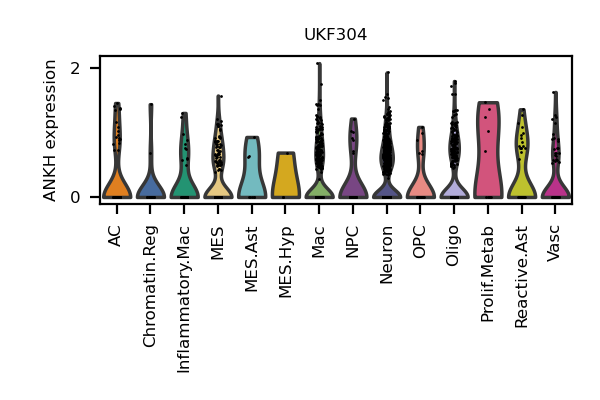 UKF304
ANKH expression
2
0
AC
Chromatin.Reg
Inflammatory.Mac
MES
MES.Ast
MES.Hyp
Mac
NPC
Neuron
OPC
Oligo
Prolif.Metab
Reactive.Ast
Vasc